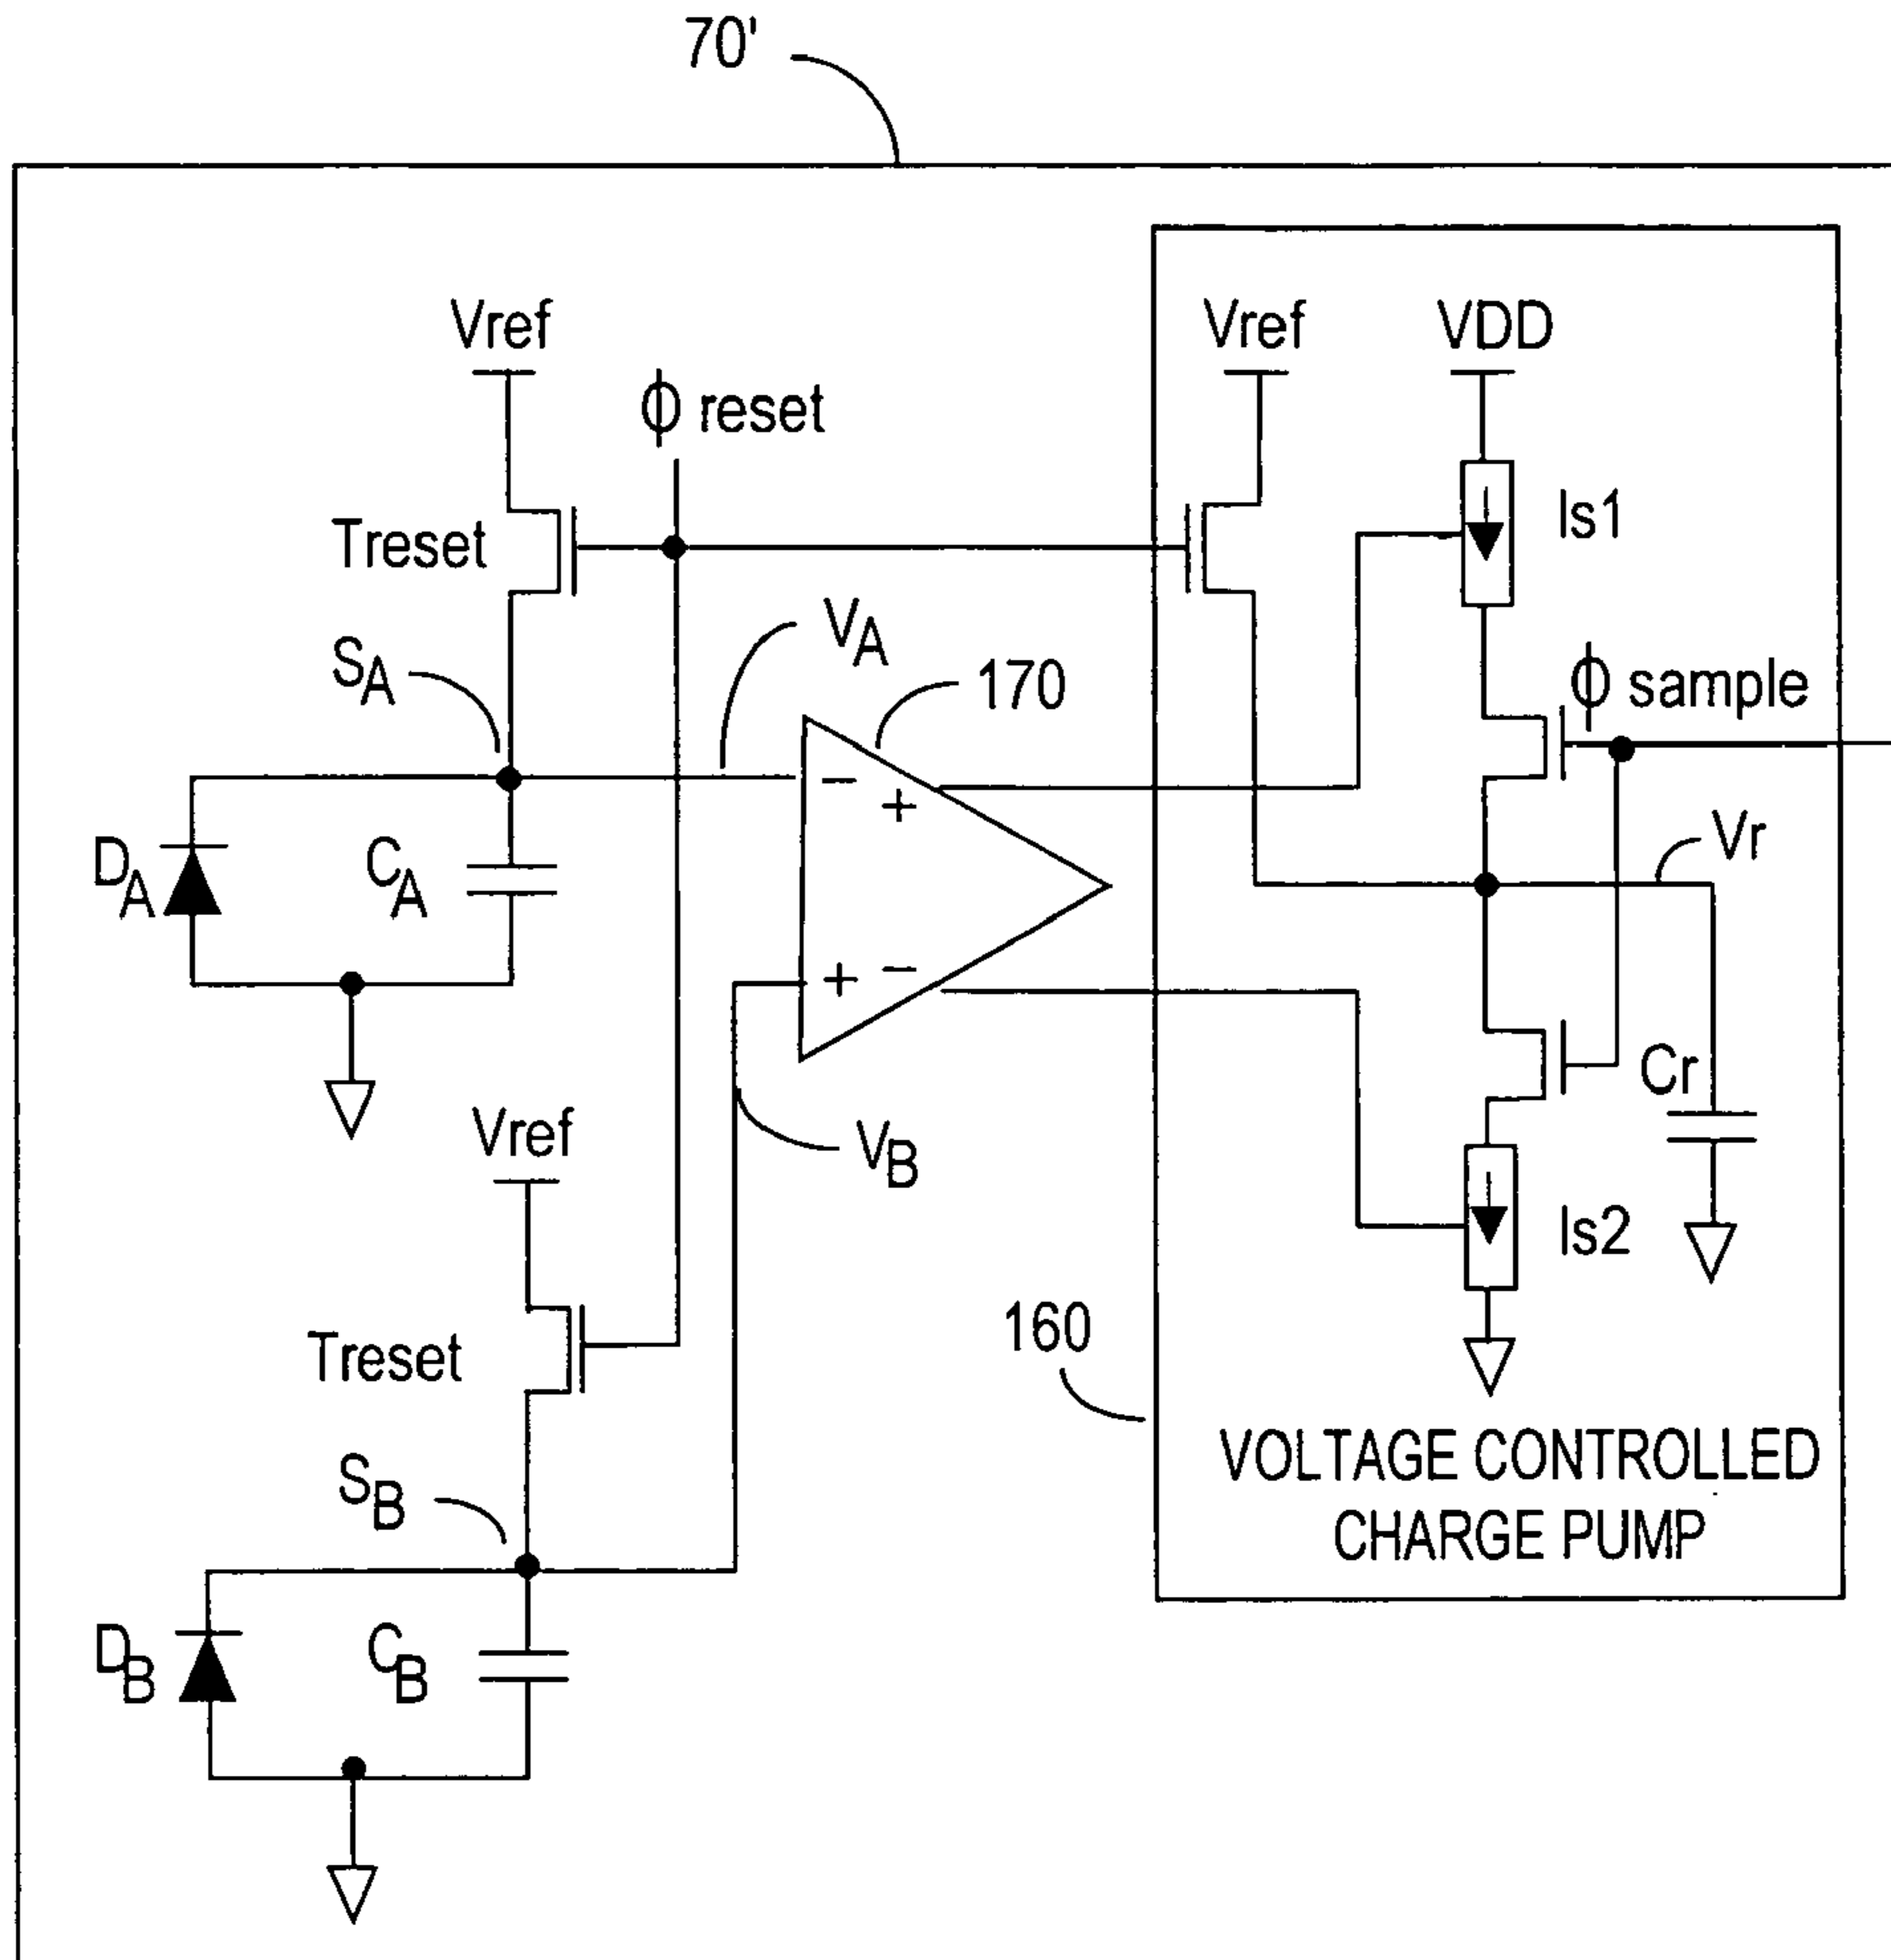 70'
Vref
Vref
VDD
ϕ reset
Is1
Treset
VA
SA
170
ϕ sample
−
+
Vr
DA
CA
+
−
Cr
Vref
VB
Is2
160
Treset
VOLTAGE CONTROLLED
CHARGE PUMP
SB
DB
CB